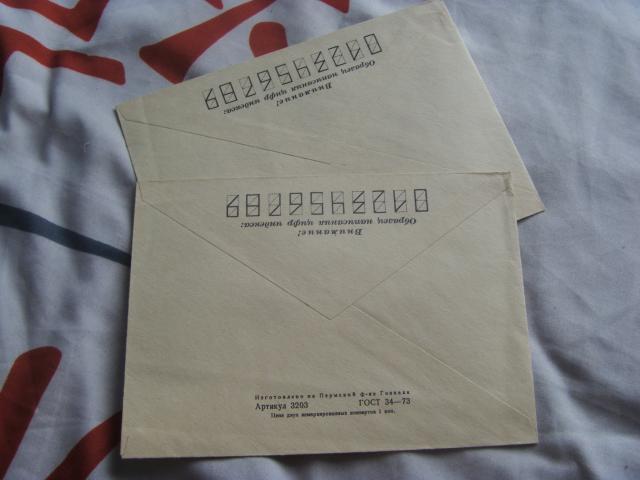 Внимание!
Образец написания цифр индекса:
0123456789
Внимание!
Образец написания цифр индекса:
0123456789
Изготовлено на Пермской ф-ке Гознака
Артикул 3203 ГОСТ 34—73
Цена двух немаркированных конвертов 1 коп.